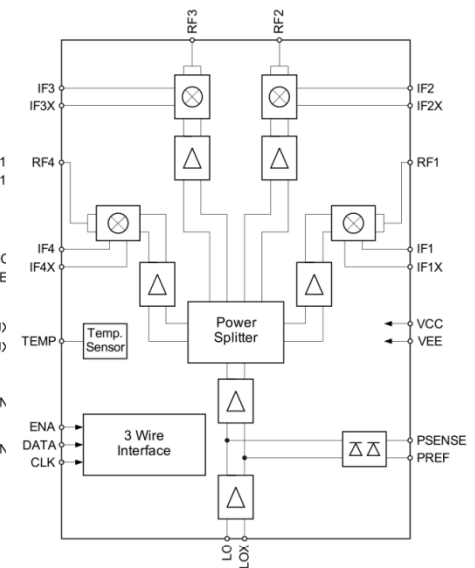 RF3 RF2
IF3 IF2
IF3X IF2X
RF4 RF1
IF4 IF1
IF4X IF1X
Power
Splitter
VCC
VEE
TEMP
Temp.
Sensor
ENA
DATA
CLK
3 Wire
Interface
PSENSE
PREF
LO LOX